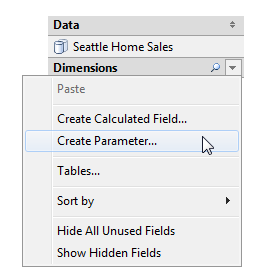 Data
Seattle Home Sales
Dimensions
Paste
Create Calculated Field...
Create Parameter...
Tables...
Sort by
Hide All Unused Fields
Show Hidden Fields